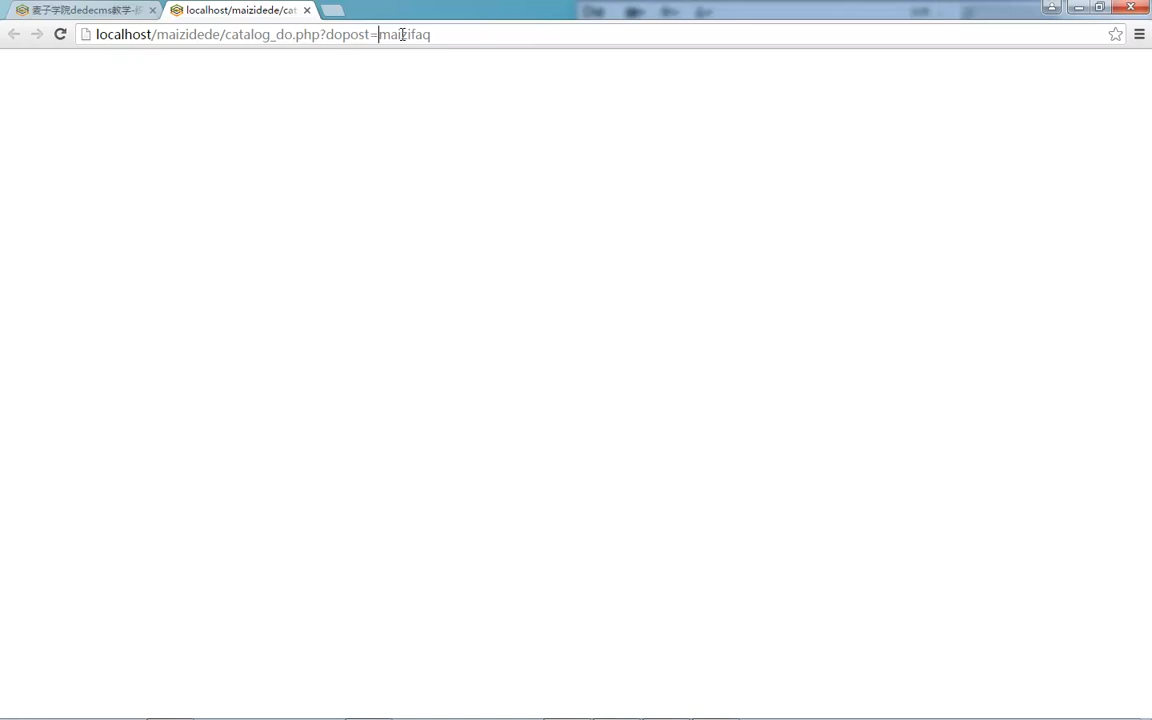 麦子学院dedecms教学-
localhost/maizidede/cat
localhost/maizidede/catalog_do.php?dopost=maizifaq